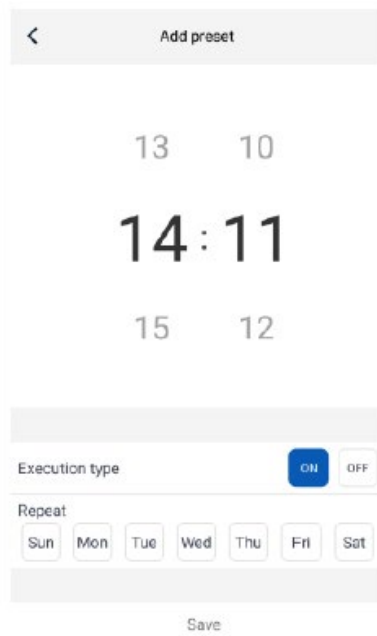 Add preset
13 10
14:11
15 12
Execution type ON OFF
Repeat
Sun Mon Tue Wed Thu Fri Sat
Save